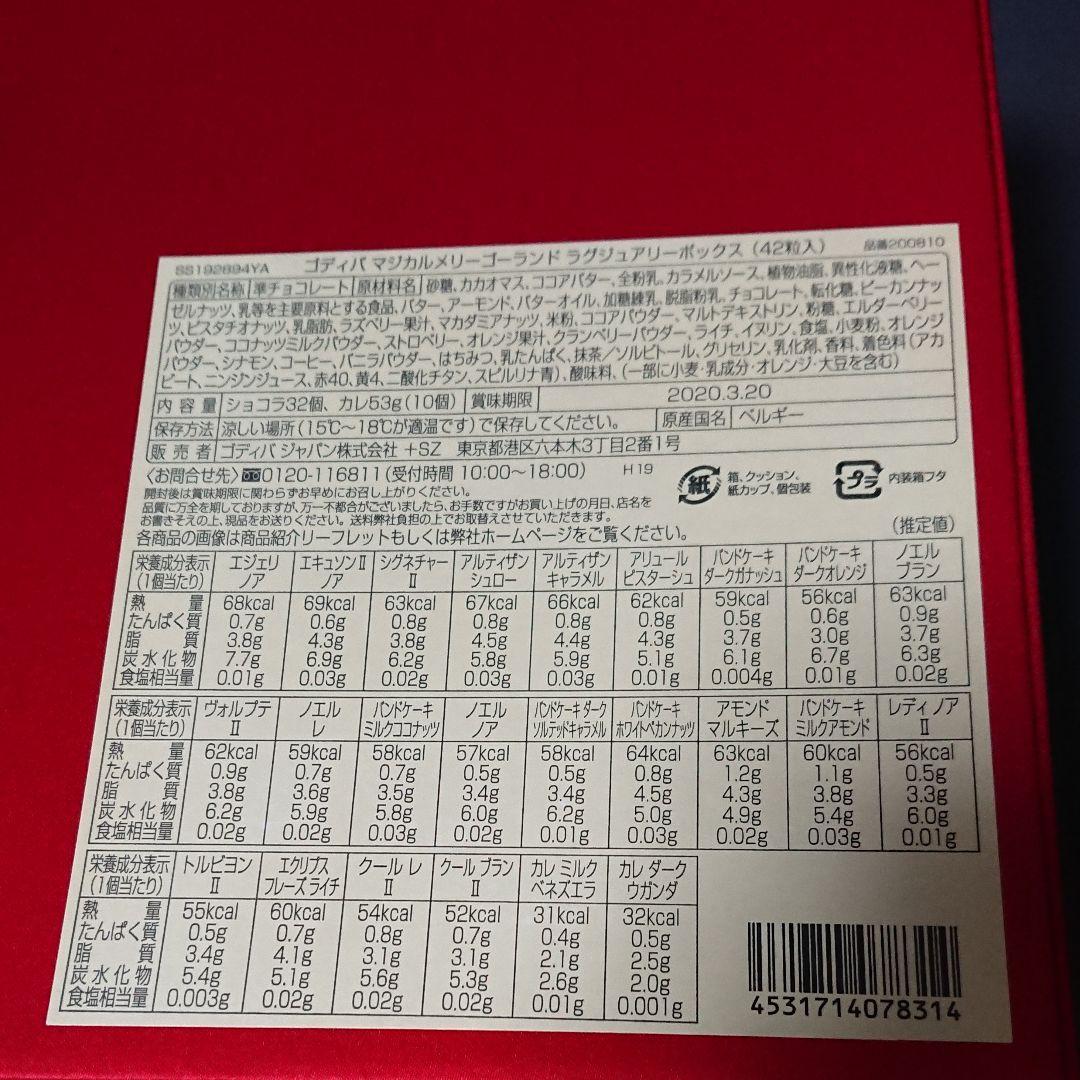 SS192894YA ゴディバ マジカルメリーゴーランド ラグジュアリーボックス (42粒入) 品番200810
種類別名称 準チョコレート 原材料名 砂糖、カカオマス、ココアバター、全粉乳、カラメルソース、植物油脂、異性化液糖、ヘー
ゼルナッツ、乳等を主要原料とする食品、バター、アーモンド、バターオイル、加糖練乳、脱脂粉乳、チョコレート、転化糖、ピーカンナッ
ツ、ピスタチオナッツ、乳脂肪、ラズベリー果汁、マカダミアナッツ、米粉、ココアパウダー、マルトデキストリン、粉糖、エルダーベリー
パウダー、ココナッツミルクパウダー、ストロベリー、オレンジ果汁、クランベリーパウダー、ライチ、イヌリン、食塩、小麦粉、オレンジ
パウダー、シナモン、コーヒー、バニラパウダー、はちみつ、乳たんぱく、抹茶/ソルビトール、グリセリン、乳化剤、香料、着色料(アカ
ビート、ニンジンジュース、赤40、黄4、二酸化チタン、スピルリナ青)、酸味料、(一部に小麦・乳成分・オレンジ・大豆を含む)
内容量 ショコラ32個、カレ53g(10個) 賞味期限 2020.3.20
保存方法 涼しい場所(15℃〜18℃が適温です)で保存してください。 原産国名 ベルギー
販売者 ゴディバ ジャパン株式会社 +SZ 東京都港区六本木3丁目2番1号
〈お問合せ先〉0120-116811(受付時間 10:00〜18:00) H19
開封後は賞味期限に関わらずお早めにお召し上がりください。
品質に万全を期しておりますが、万一不都合がございましたら、お手数ですがお買い上げの月日、店名を
お書きそえの上、現品をお送りください。送料弊社負担の上でお取替えさせていただきます。
各商品の画像は商品紹介リーフレットもしくは弊社ホームページをご覧ください。
紙 箱、クッション、
紙カップ、個包装
プラ 内装箱フタ
(推定値)
栄養成分表示 エジェリ エキュソンⅡ シグネチャー アルティザン アルティザン アリュール パンドケーキ パンドケーキ ノエル
(1個当たり) ノア ノア Ⅱ シュロー キャラメル ピスターシュ ダークガナッシュ ダークオレンジ ブラン
熱量 68kcal 69kcal 63kcal 67kcal 66kcal 62kcal 59kcal 56kcal 63kcal
たんぱく質 0.7g 0.6g 0.8g 0.8g 0.8g 0.8g 0.5g 0.6g 0.9g
脂質 3.8g 4.3g 3.8g 4.5g 4.4g 4.3g 3.7g 3.0g 3.7g
炭水化物 7.7g 6.9g 6.2g 5.8g 5.9g 5.1g 6.1g 6.7g 6.3g
食塩相当量 0.01g 0.03g 0.02g 0.03g 0.03g 0.01g 0.004g 0.01g 0.02g
栄養成分表示 ヴォルプテ ノエル パンドケーキ ノエル パンドケーキ ダーク パンドケーキ アモンド パンドケーキ レディ ノア
(1個当たり) Ⅱ レ ミルクココナッツ ノア ソルテッドキャラメル ホワイトペカンナッツ マルキーズ ミルクアモンド Ⅱ
熱量 62kcal 59kcal 58kcal 57kcal 58kcal 64kcal 63kcal 60kcal 56kcal
たんぱく質 0.9g 0.7g 0.7g 0.5g 0.5g 0.8g 1.2g 1.1g 0.5g
脂質 3.8g 3.6g 3.5g 3.4g 3.4g 4.5g 4.3g 3.8g 3.3g
炭水化物 6.2g 5.9g 5.8g 6.0g 6.2g 5.0g 4.9g 5.4g 6.0g
食塩相当量 0.02g 0.02g 0.03g 0.02g 0.01g 0.03g 0.02g 0.03g 0.01g
栄養成分表示 トルビヨン エクリプス クール レ クール ブラン カレ ミルク カレ ダーク
(1個当たり) Ⅱ フレーズ ライチ Ⅱ Ⅱ ベネズエラ ウガンダ
熱量 55kcal 60kcal 54kcal 52kcal 31kcal 32kcal
たんぱく質 0.5g 0.7g 0.8g 0.7g 0.4g 0.5g
脂質 3.4g 4.1g 3.1g 3.1g 2.1g 2.5g
炭水化物 5.4g 5.1g 5.6g 5.3g 2.6g 2.0g
食塩相当量 0.003g 0.02g 0.02g 0.02g 0.01g 0.001g
4531714078314